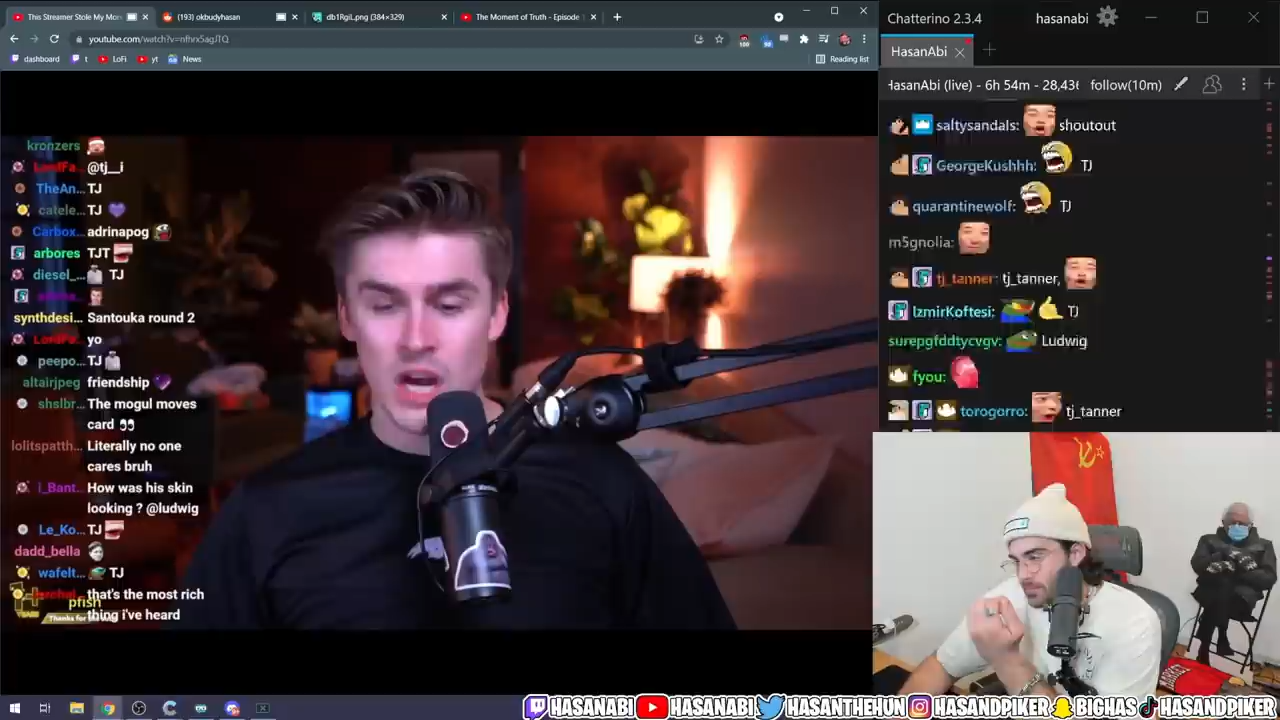 This Streamer Stole My Mon
(193) okbudyhasan
db1RgiL.png (384×329)
The Moment of Truth - Episode
youtube.com/watch?v=nfhrx5agJTQ
dashboard
t
LoFi
yt
News
Reading list
kronzers
@tj__i
TheAn... TJ
catele... TJ
Carbox... adrinapog
arbores TJT
diesel_... TJ
synthdesi... Santouka round 2
yo
peepo... TJ
altairjpeg friendship
shslbr... The mogul moves
card
lolitspatth... Literally no one
cares bruh
i_Bant... How was his skin
looking ? @ludwig
Le_Ko... TJ
dadd_bella
wafelt... TJ
that's the most rich
thing i've heard
pfish
Chatterino 2.3.4
hasanabi
HasanAbi
HasanAbi (live) - 6h 54m - 28,436
follow(10m)
saltysandals: shoutout
GeorgeKushhh: TJ
quarantinewolf: TJ
m5gnolia:
tj_tanner: tj_tanner,
IzmirKoftesi: TJ
surepgfddtycvgv: Ludwig
fyou:
torogorro: tj_tanner
HASANABI
HASANABI
HASANTHEHUN
HASANDPIKER
BIGHAS
HASANDPIKER